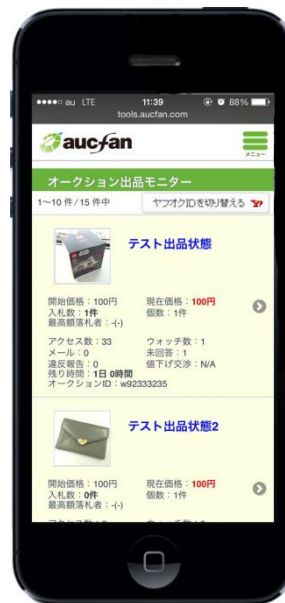 au LTE 11:39 88%
tools.aucfan.com
aucfan
メニュー
オークション出品モニター
1～10 件/15 件中 ヤフオクIDを切り替える
テスト出品状態
開始価格：100円 現在価格：100円
入札数：1件 個数：1件
最高額落札者：-(-)
アクセス数：33 ウォッチ数：1
メール：0 未回答：1
違反報告：0 値下げ交渉：N/A
残り時間：1日 0時間
オークションID：w92333235
テスト出品状態2
開始価格：100円 現在価格：100円
入札数：0件 個数：1件
最高額落札者：-(-)